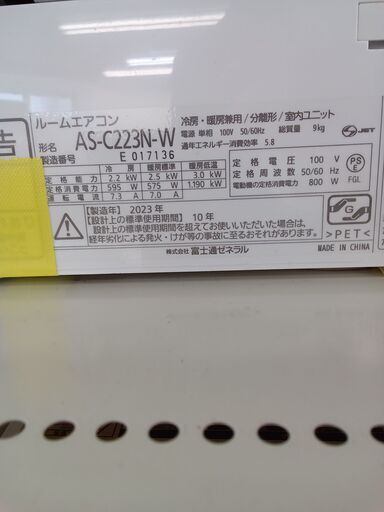 告
ルームエアコン
形名 AS-C223N-W
製造番号 E 017136
冷房・暖房兼用/分離形/室内ユニット
電源 単相 100V 50/60Hz 総質量 9kg
通年エネルギー消費効率 5.8
JET
冷房 暖房標準 暖房低温
定格能力 2.2 kW 2.5 kW 3.0 kW
定格消費電力 595 W 575 W 1.190 kW
運転電流 7.3 A 7.0 A
定格電圧 100 V
定格周波数 50/60 Hz
電動機の定格消費電力 800 W
PS
E
FGL
【製造年】2023年
【設計上の標準使用期間】 10年
設計上の標準使用期間を超えてお使いいただいた場合は、
経年劣化による発火・けが等の事故に至るおそれがあります。
株式会社 富士通ゼネラル
>PET<
MADE IN CHINA